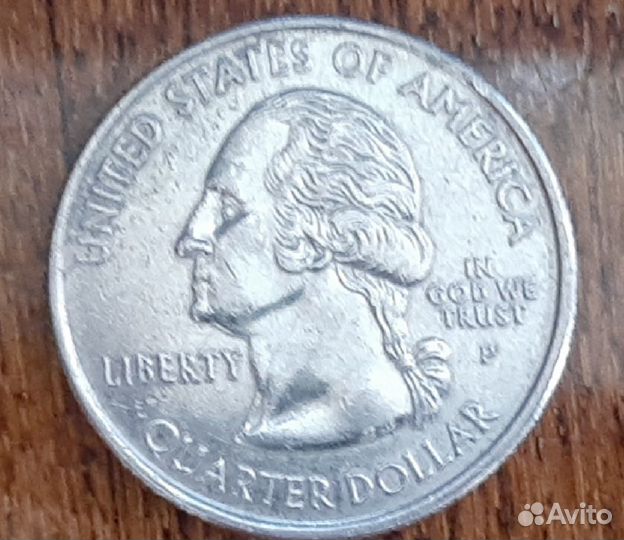 UNITED STATES OF AMERICA
LIBERTY
IN
GOD WE
TRUST
P
QUARTER DOLLAR
Avito